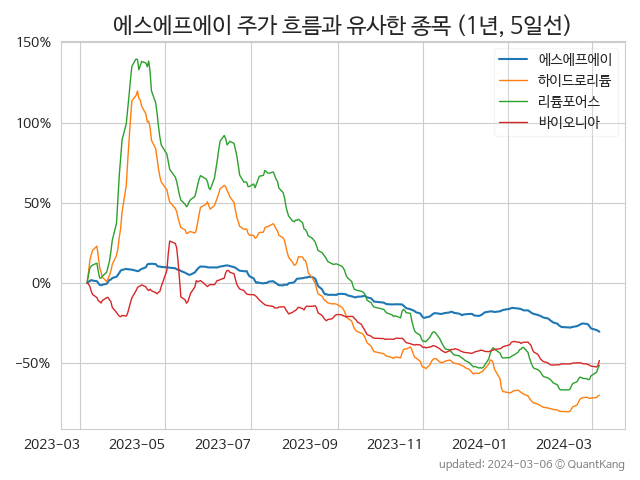 에스에프에이 주가 흐름과 유사한 종목 (1년, 5일선)
150%
100%
50%
0%
−50%
에스에프에이
하이드로리튬
리튬포어스
바이오니아
2023-03 2023-05 2023-07 2023-09 2023-11 2024-01 2024-03
updated: 2024-03-06 © QuantKang